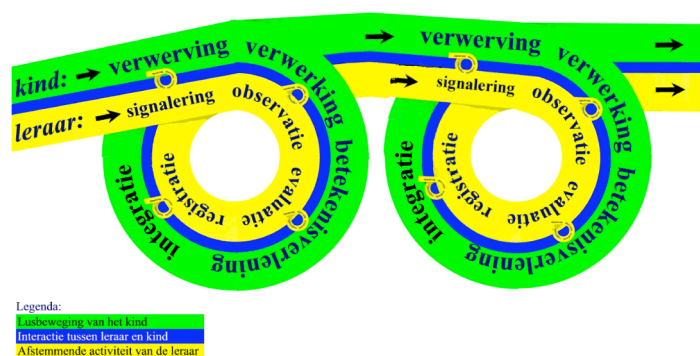 kind:
verwerving
verwerking
betekenisverlening
integratie
leraar:
signalering
observatie
evaluatie
registratie
verwerving
verwerking
betekenisverlening
integratie
signalering
observatie
evaluatie
registratie
Legenda:
Lusbeweging van het kind
Interactie tussen leraar en kind
Afstemmende activiteit van de leraar